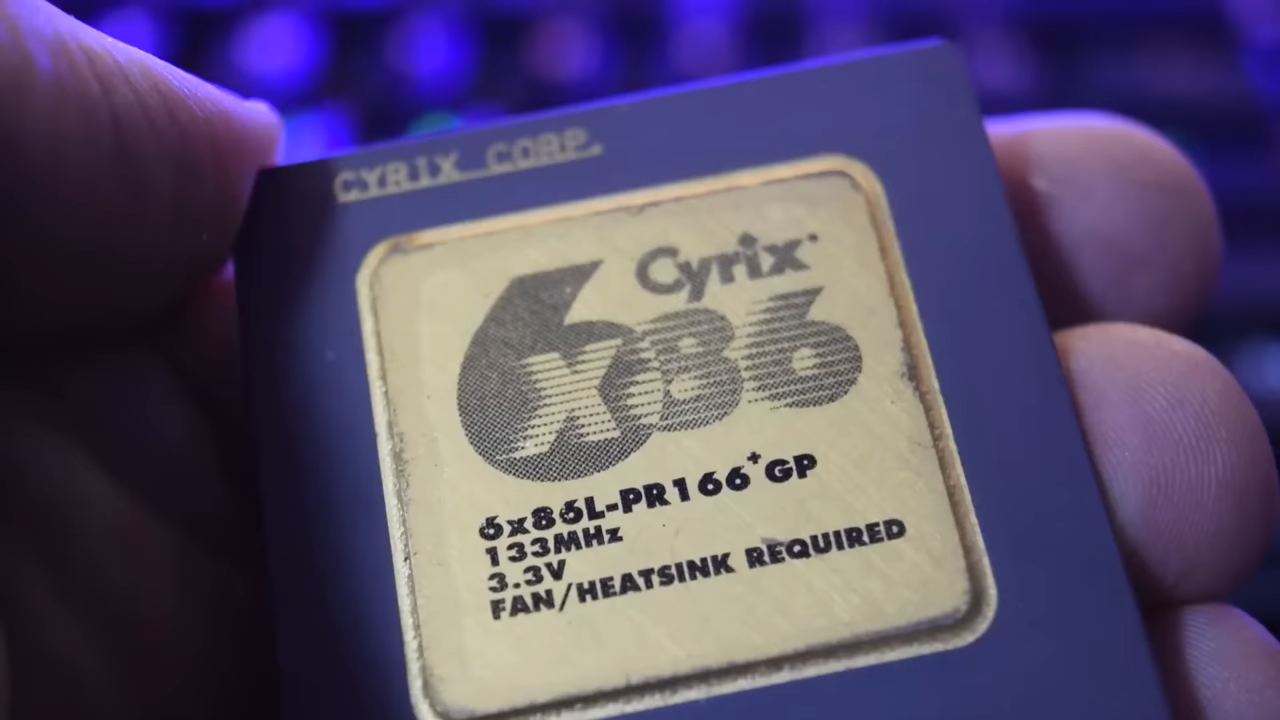 CYRIX CORP.
Cyrix
6x86
6x86L-PR166+GP
133MHz
3.3V
FAN/HEATSINK REQUIRED